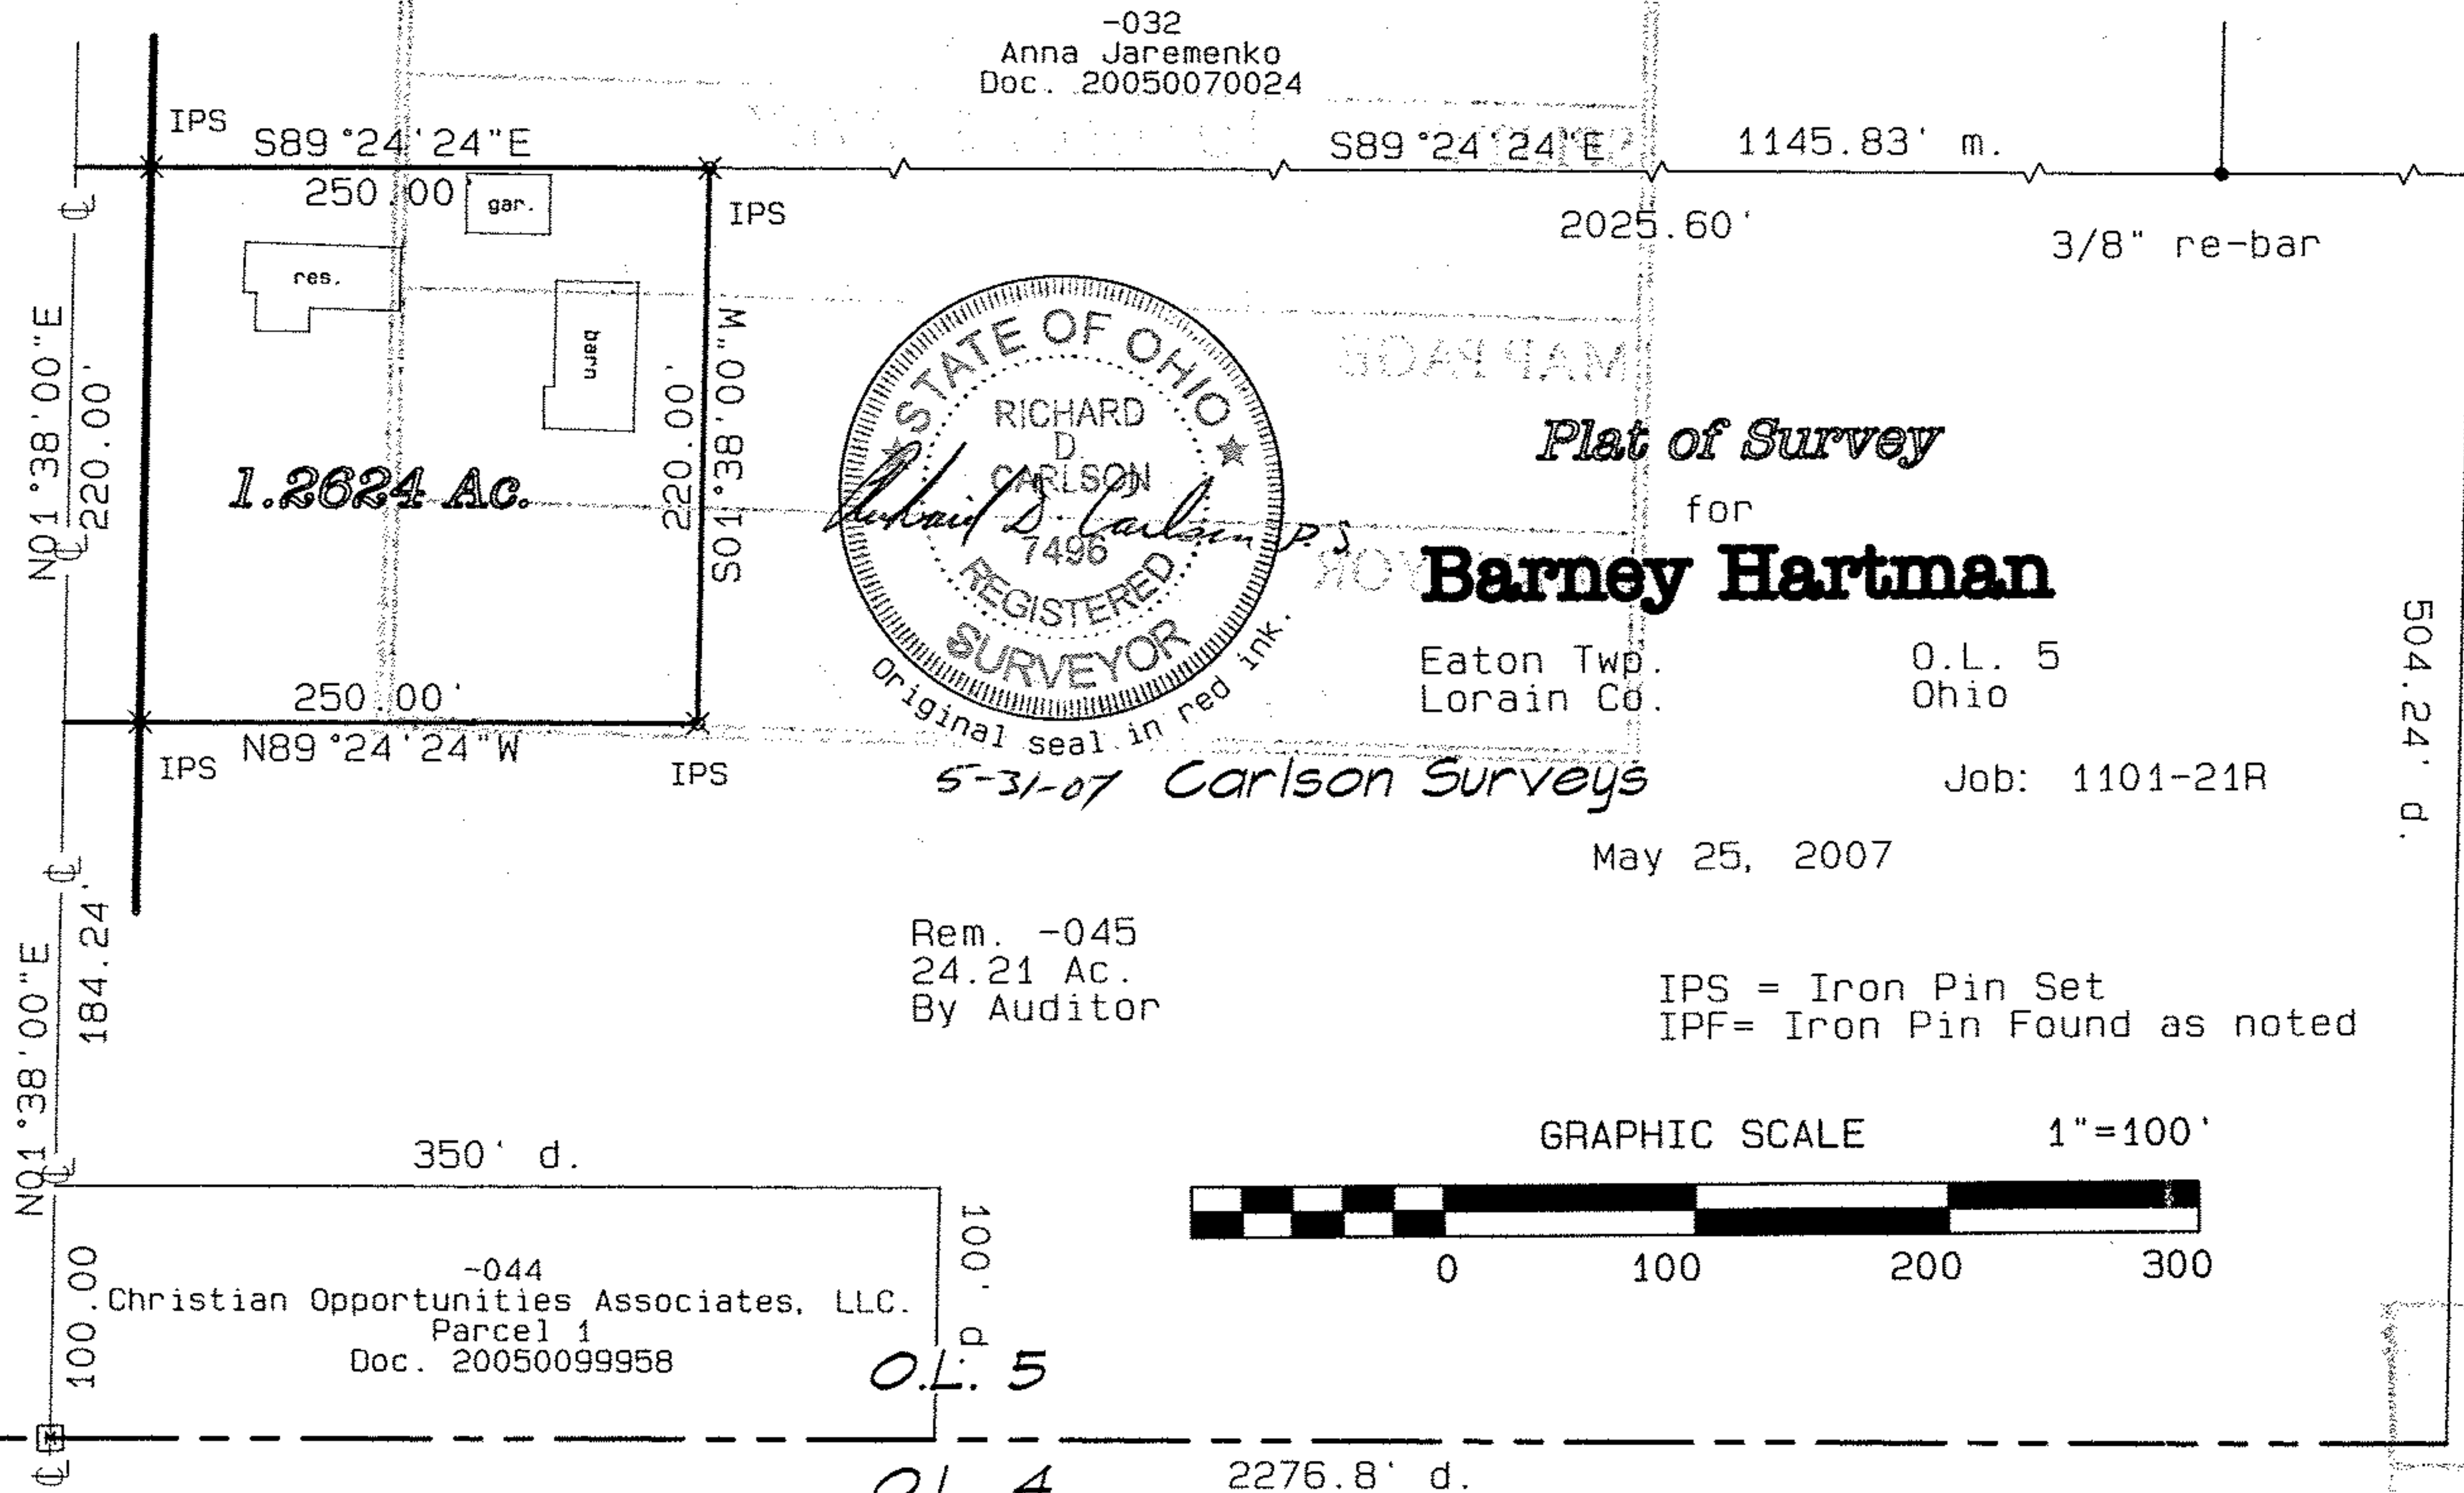 -032
Anna Jaremenko
Doc. 20050070024
IPS
S89°24'24"E
S89°24'24"E
1145.83' m.
250.00
gar.
IPS
2025.60'
3/8" re-bar
res.
barn
N01°38'00"E
220.00'
220.00'
S01°38'00"W
1.2624 Ac.
STATE OF OHIO
RICHARD
D.
CARLSON
7496
REGISTERED
SURVEYOR
Richard D. Carlson P.S.
Original seal in red ink.
MAP PAGE
Plat of Survey
for
Barney Hartman
Eaton Twp. O.L. 5
Lorain Co. Ohio
504.24' d.
250.00'
N89°24'24"W
IPS
IPS
5-31-07 Carlson Surveys
Job: 1101-21R
May 25, 2007
184.24'
N01°38'00"E
Rem. -045
24.21 Ac.
By Auditor
IPS = Iron Pin Set
IPF= Iron Pin Found as noted
GRAPHIC SCALE 1"=100'
0 100 200 300
350' d.
100' d.
100.00
-044
Christian Opportunities Associates, LLC.
Parcel 1
Doc. 20050099958
O.L. 5
O.L. 4
2276.8' d.